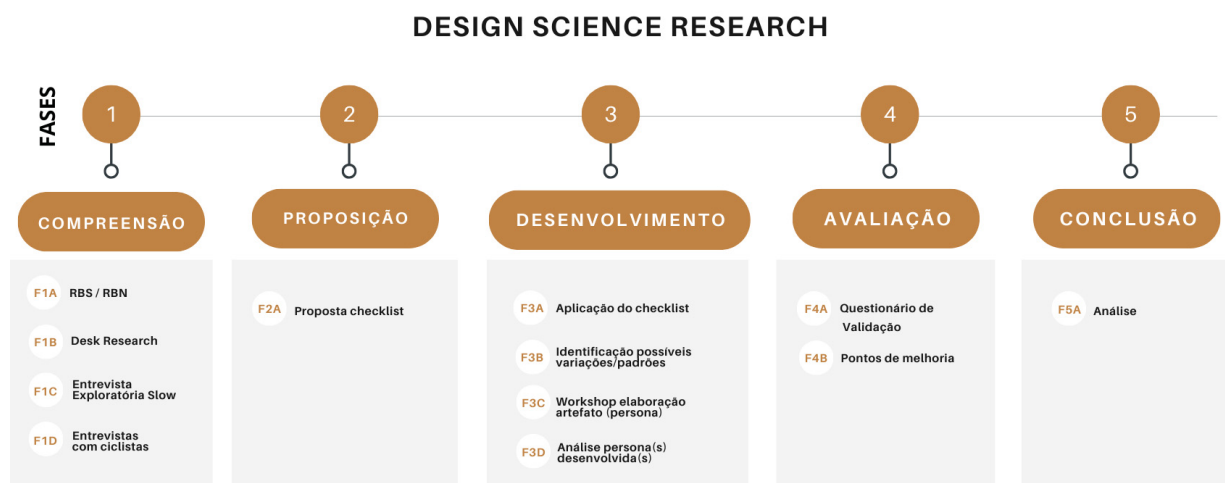 DESIGN SCIENCE RESEARCH
FASES
1
2
3
4
5
COMPREENSÃO
PROPOSIÇÃO
DESENVOLVIMENTO
AVALIAÇÃO
CONCLUSÃO
F1A RBS / RBN
F1B Desk Research
F1C Entrevista
Exploratória Slow
F1D Entrevistas
com ciclistas
F2A Proposta checklist
F3A Aplicação do checklist
F3B Identificação possíveis
variações/padrões
F3C Workshop elaboração
artefato (persona)
F3D Análise persona(s)
desenvolvida(s)
F4A Questionário de
Validação
F4B Pontos de melhoria
F5A Análise